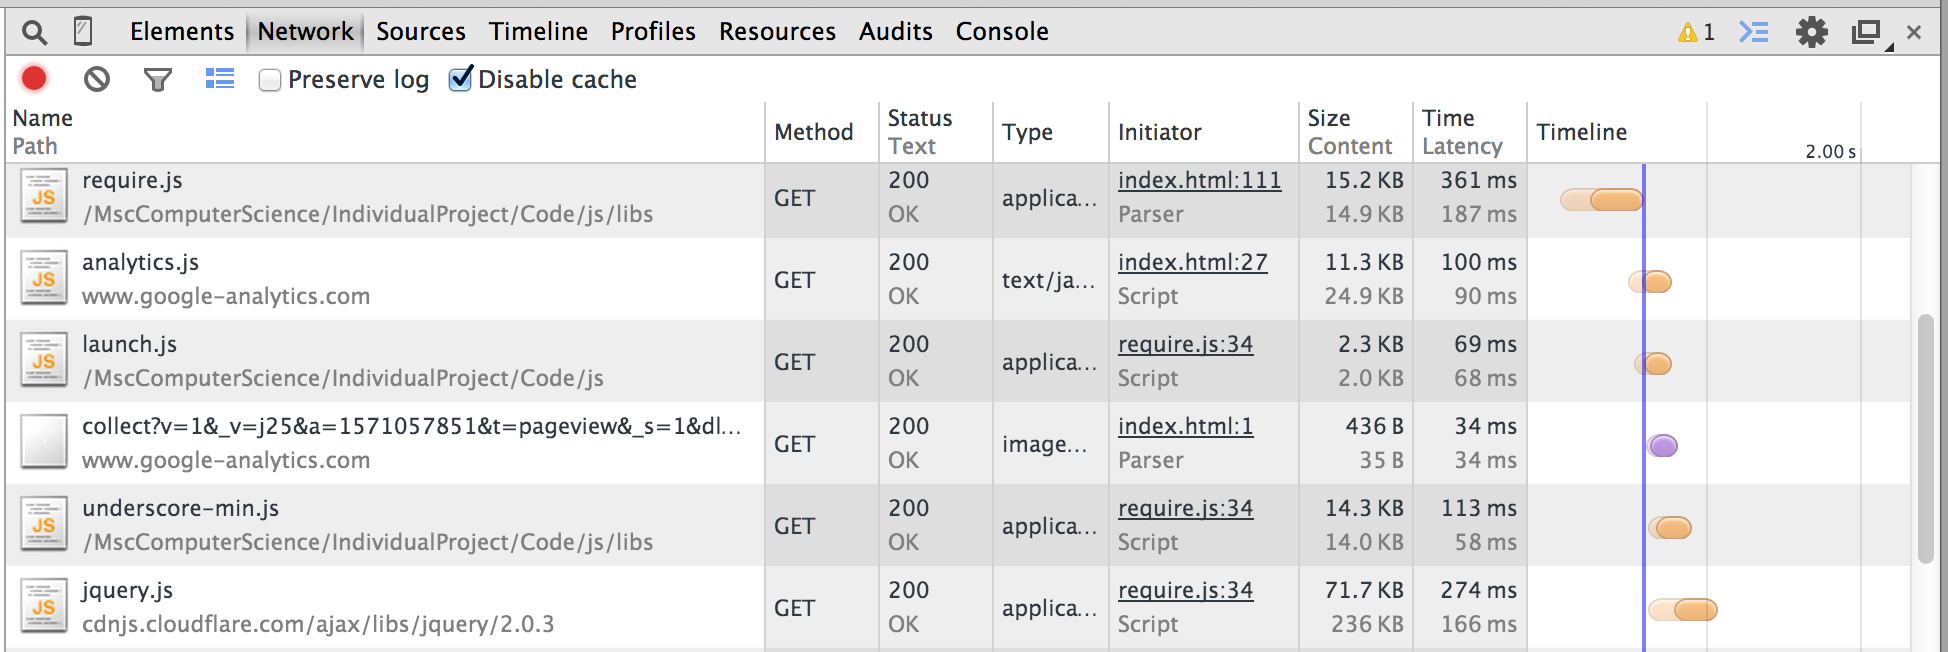 Elements Network Sources Timeline Profiles Resources Audits Console 1
Preserve log Disable cache
Name Path Method Status Text Type Initiator Size Content Time Latency Timeline 2.00 s
require.js GET 200 applica... index.html:111 15.2 KB 361 ms
/MscComputerScience/IndividualProject/Code/js/libs OK Parser 14.9 KB 187 ms
JS
analytics.js GET 200 text/ja... index.html:27 11.3 KB 100 ms
www.google-analytics.com OK Script 24.9 KB 90 ms
JS
launch.js GET 200 applica... require.js:34 2.3 KB 69 ms
/MscComputerScience/IndividualProject/Code/js OK Script 2.0 KB 68 ms
JS
collect?v=1&_v=j25&a=1571057851&t=pageview&_s=1&dl... GET 200 image... index.html:1 436 B 34 ms
www.google-analytics.com OK Parser 35 B 34 ms
underscore-min.js GET 200 applica... require.js:34 14.3 KB 113 ms
/MscComputerScience/IndividualProject/Code/js/libs OK Script 14.0 KB 58 ms
JS
jquery.js GET 200 applica... require.js:34 71.7 KB 274 ms
cdnjs.cloudflare.com/ajax/libs/jquery/2.0.3 OK Script 236 KB 166 ms
JS